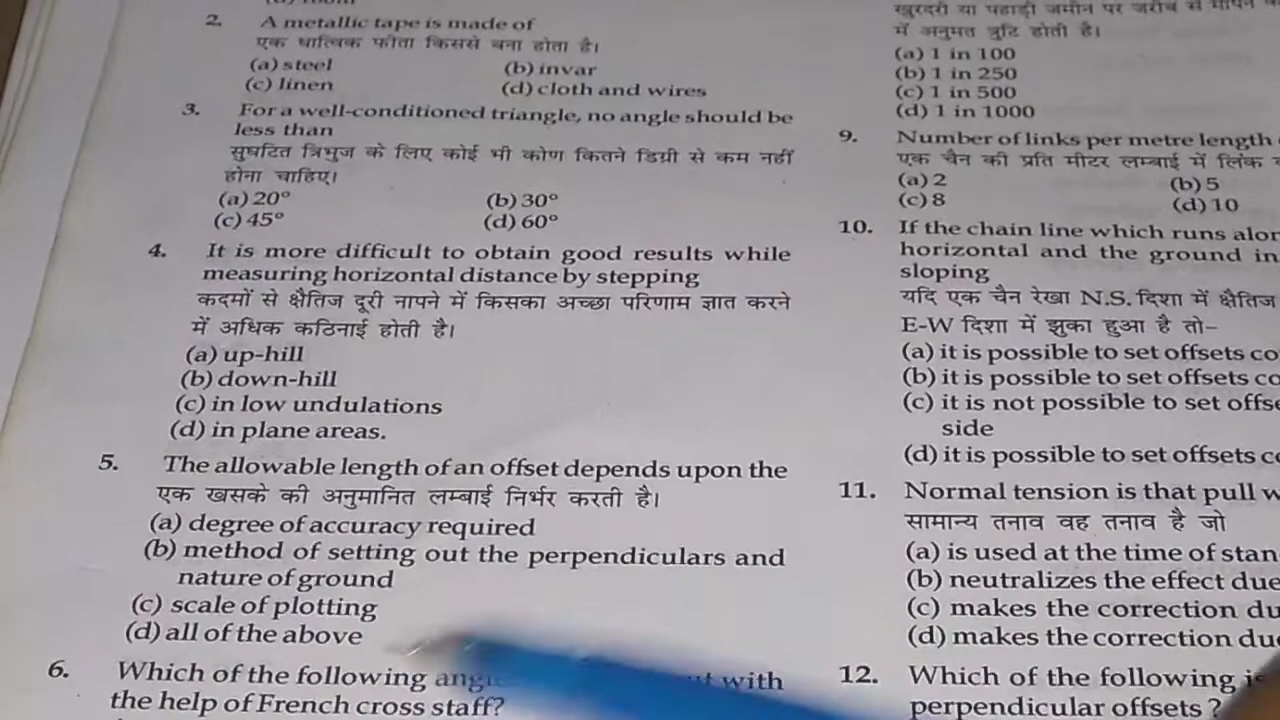 2. A metallic tape is made of
एक धात्विक फीता किससे बना होता है।
(a) steel (b) invar
(c) linen (d) cloth and wires
3. For a well-conditioned triangle, no angle should be
less than
सुघटित त्रिभुज के लिए कोई भी कोण कितने डिग्री से कम नहीं
होना चाहिए।
(a) 20° (b) 30°
(c) 45° (d) 60°
4. It is more difficult to obtain good results while
measuring horizontal distance by stepping
कदमों से क्षैतिज दूरी नापने में किसका अच्छा परिणाम ज्ञात करने
में अधिक कठिनाई होती है।
(a) up-hill
(b) down-hill
(c) in low undulations
(d) in plane areas.
5. The allowable length of an offset depends upon the
एक खसके की अनुमानित लम्बाई निर्भर करती है।
(a) degree of accuracy required
(b) method of setting out the perpendiculars and
nature of ground
(c) scale of plotting
(d) all of the above
6. Which of the following with
the help of French cross staff?
खुरदरी या पहाड़ी जमीन पर जरीब से मापन
में अनुमत त्रुटि होती है।
(a) 1 in 100
(b) 1 in 250
(c) 1 in 500
(d) 1 in 1000
9. Number of links per metre length
एक चैन की प्रति मीटर लम्बाई में लिंक
(a) 2 (b) 5
(c) 8 (d) 10
10. If the chain line which runs
horizontal and the ground in
sloping
यदि एक चैन रेखा N.S. दिशा में क्षैतिज
E-W दिशा में झुका हुआ है तो–
(a) it is possible to set offsets
(b) it is possible to set offsets
(c) it is not possible to set
side
(d) it is possible to set offsets
11. Normal tension is that pull
सामान्य तनाव वह तनाव है जो
(a) is used at the time of
(b) neutralizes the effect due
(c) makes the correction
(d) makes the correction
12. Which of the following is
perpendicular offsets ?